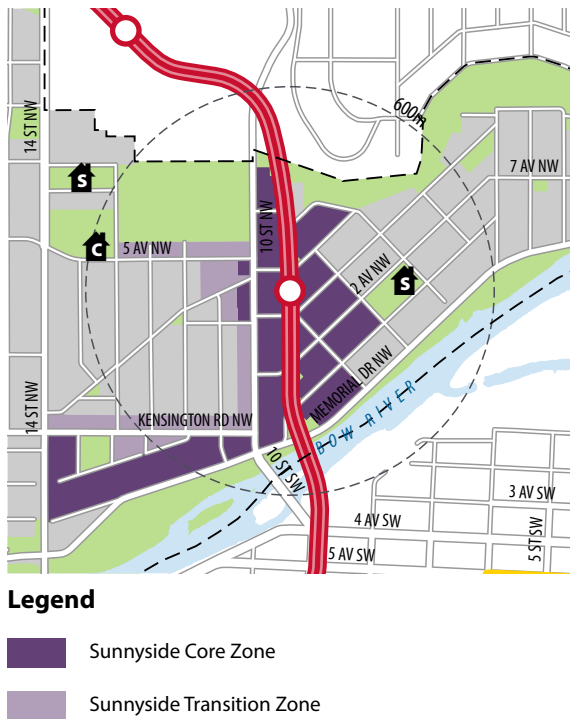 600m
14 ST NW
7 AV NW
S
10 ST NW
C
5 AV NW
2 AV NW
S
14 ST NW
KENSINGTON RD NW
MEMORIAL DR NW
BOW RIVER
10 ST SW
3 AV SW
4 AV SW
5 ST SW
5 AV SW
Legend
Sunnyside Core Zone
Sunnyside Transition Zone